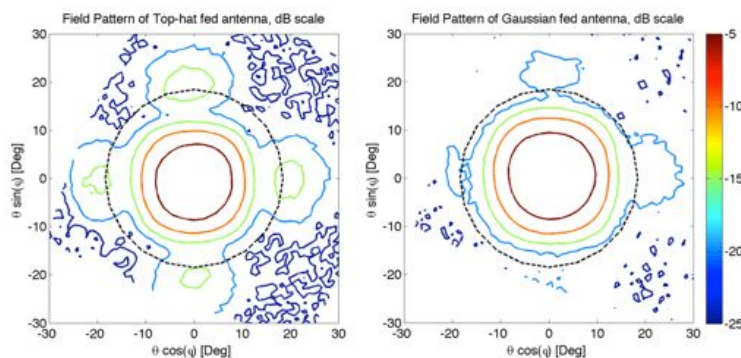 Field Pattern of Top-hat fed antenna, dB scale
30
20
10
0
-10
-20
-30
θ sin(φ) [Deg]
-30 -20 -10 0 10 20 30
θ cos(φ) [Deg]
Field Pattern of Gaussian fed antenna, dB scale
30
20
10
0
-10
-20
-30
θ sin(φ) [Deg]
-30 -20 -10 0 10 20 30
θ cos(φ) [Deg]
-5
-10
-15
-20
-25